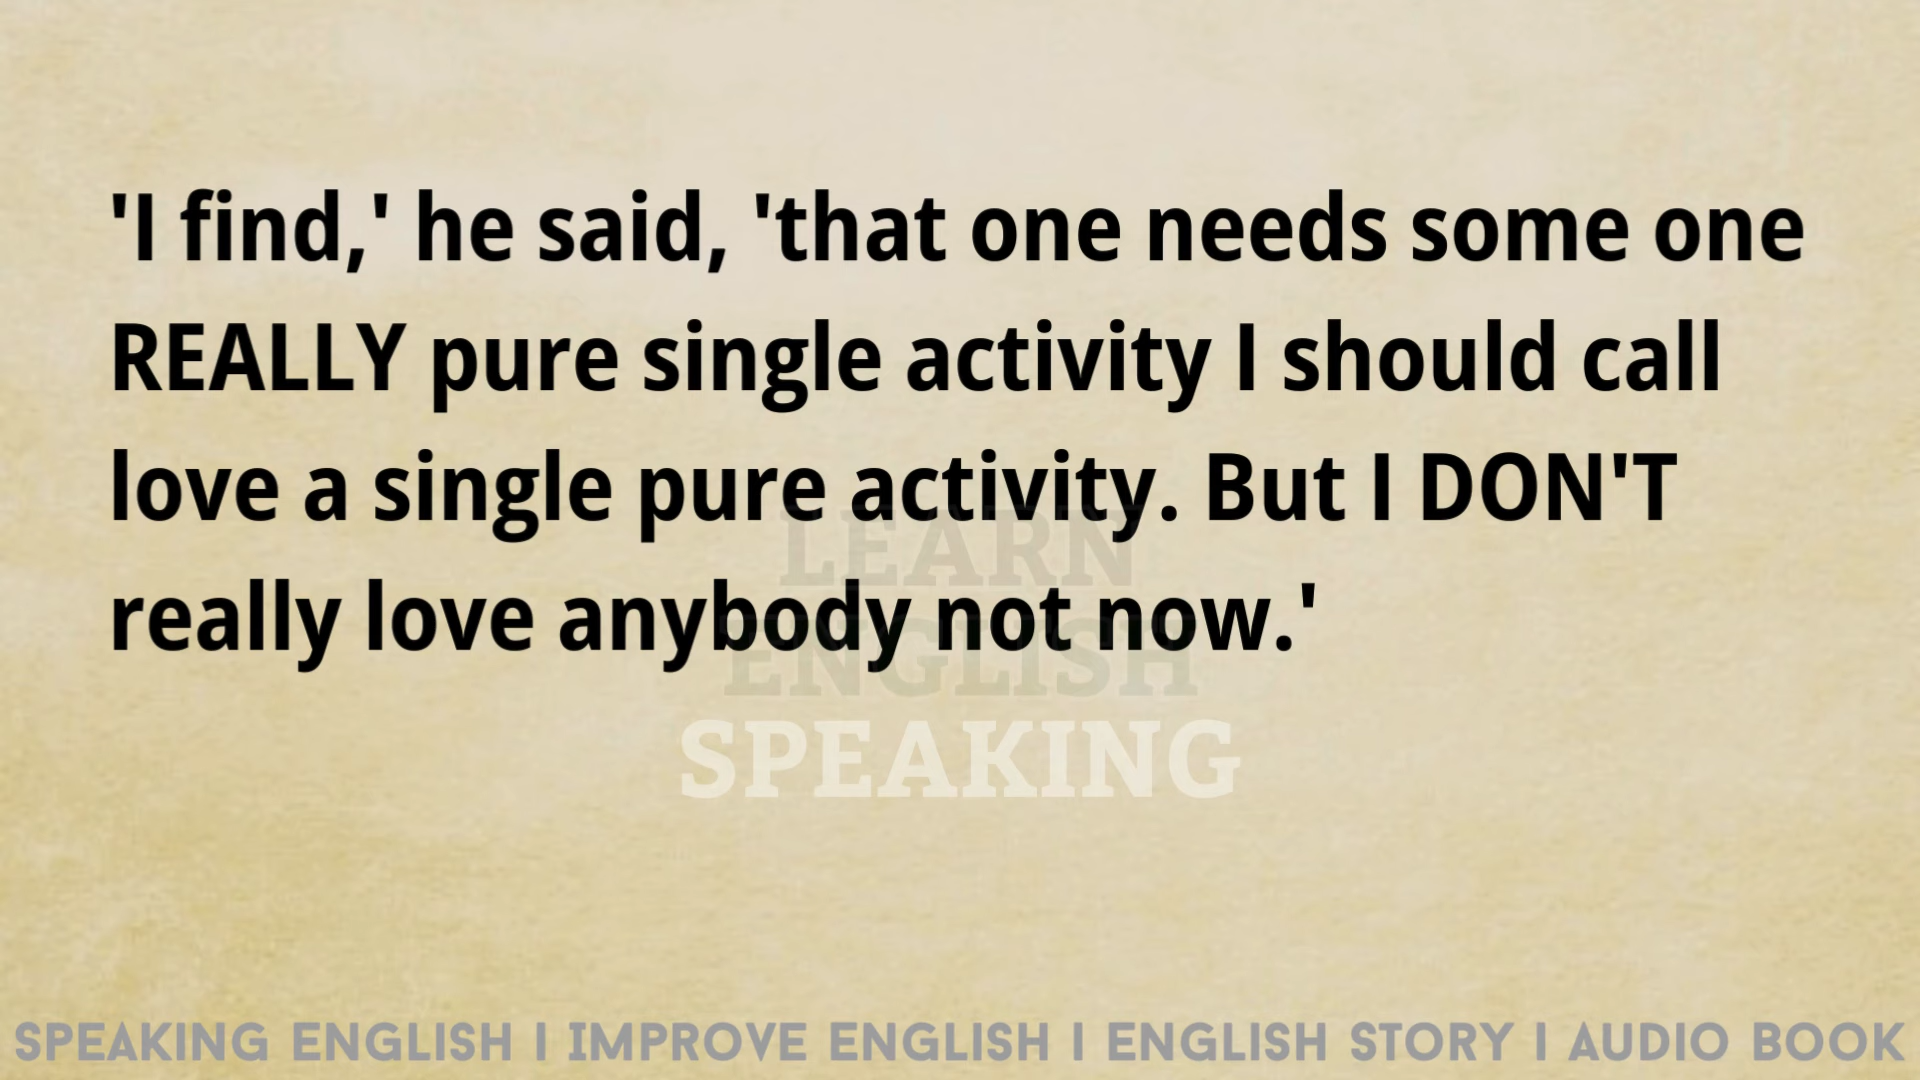 'I find,' he said, 'that one needs some one
REALLY pure single activity I should call
love a single pure activity. But I DON'T
really love anybody not now.'
LEARN
ENGLISH
SPEAKING
SPEAKING ENGLISH I IMPROVE ENGLISH I ENGLISH STORY I AUDIO BOOK